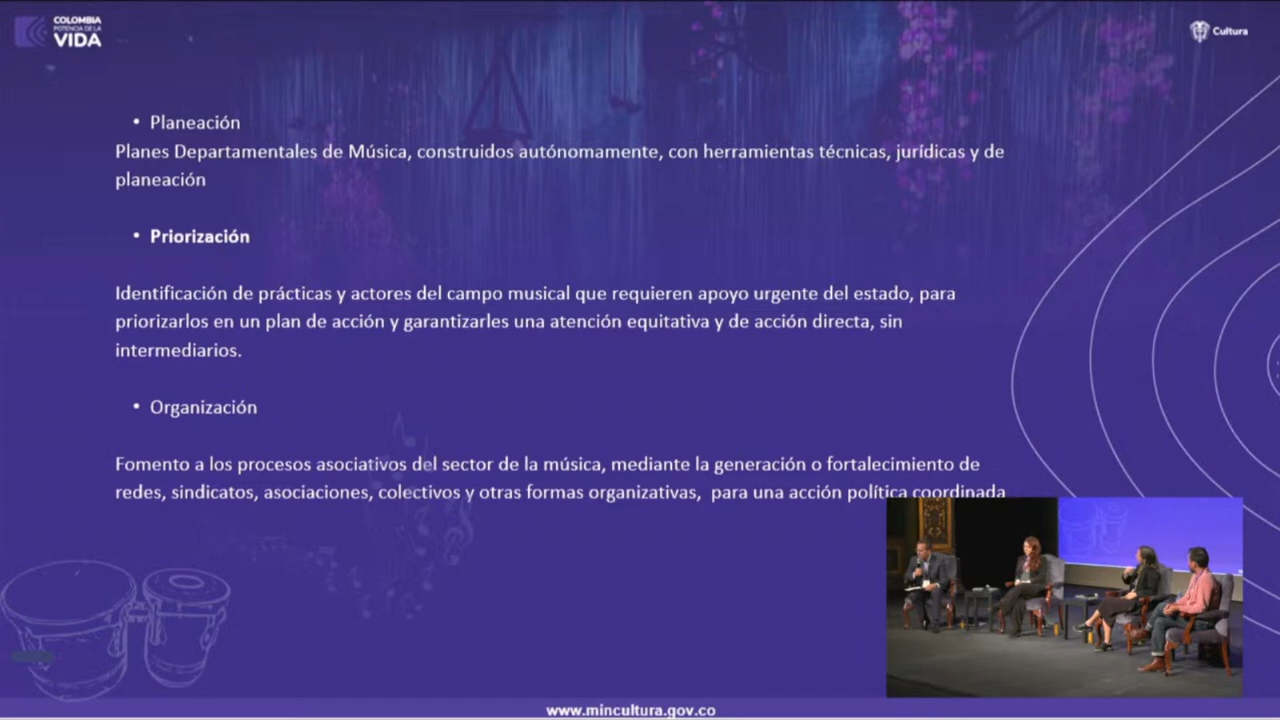 COLOMBIA
POTENCIA DE LA
VIDA
Cultura
• Planeación
Planes Departamentales de Música, construidos autónomamente, con herramientas técnicas, jurídicas y de
planeación
• Priorización
Identificación de prácticas y actores del campo musical que requieren apoyo urgente del estado, para
priorizarlos en un plan de acción y garantizarles una atención equitativa y de acción directa, sin
intermediarios.
• Organización
Fomento a los procesos asociativos del sector de la música, mediante la generación o fortalecimiento de
redes, sindicatos, asociaciones, colectivos y otras formas organizativas, para una acción política coordinada
www.mincultura.gov.co